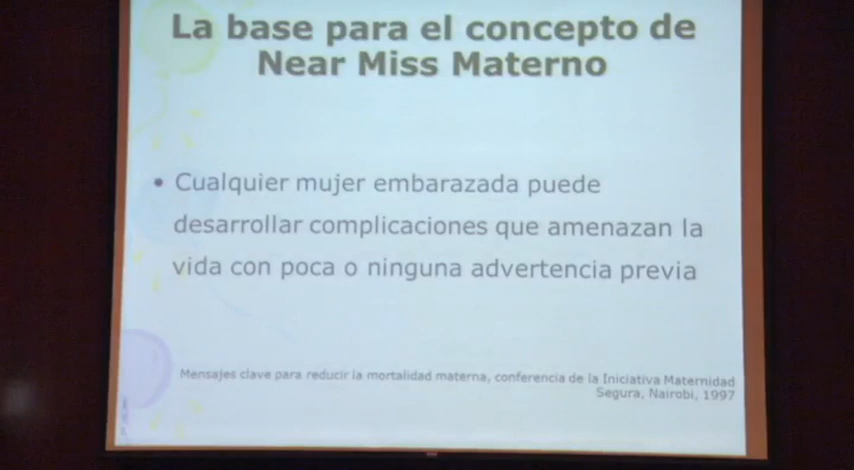 La base para el concepto de
Near Miss Materno
• Cualquier mujer embarazada puede
desarrollar complicaciones que amenazan la
vida con poca o ninguna advertencia previa
Mensajes clave para reducir la mortalidad materna, conferencia de la Iniciativa Maternidad
Segura, Nairobi, 1997